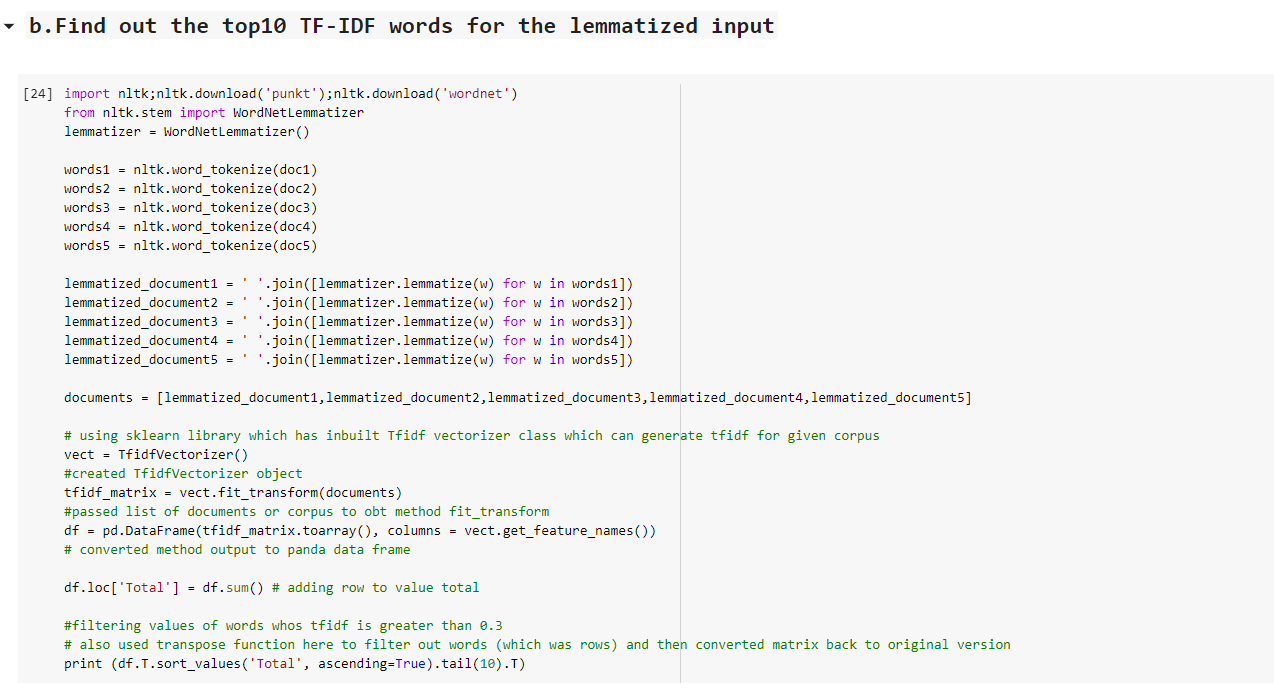 b.Find out the top10 TF-IDF words for the lemmatized input
[24] import nltk;nltk.download('punkt');nltk.download('wordnet')
from nltk.stem import WordNetLemmatizer
lemmatizer = WordNetLemmatizer()
words1 = nltk.word_tokenize(doc1)
words2 = nltk.word_tokenize(doc2)
words3 = nltk.word_tokenize(doc3)
words4 = nltk.word_tokenize(doc4)
words5 = nltk.word_tokenize(doc5)
lemmatized_document1 = ' '.join([lemmatizer.lemmatize(w) for w in words1])
lemmatized_document2 = ' '.join([lemmatizer.lemmatize(w) for w in words2])
lemmatized_document3 = ' '.join([lemmatizer.lemmatize(w) for w in words3])
lemmatized_document4 = ' '.join([lemmatizer.lemmatize(w) for w in words4])
lemmatized_document5 = ' '.join([lemmatizer.lemmatize(w) for w in words5])
documents = [lemmatized_document1,lemmatized_document2,lemmatized_document3,lemmatized_document4,lemmatized_document5]
# using sklearn library which has inbuilt Tfidf vectorizer class which can generate tfidf for given corpus
vect = TfidfVectorizer()
#created TfidfVectorizer object
tfidf_matrix = vect.fit_transform(documents)
#passed list of documents or corpus to obt method fit_transform
df = pd.DataFrame(tfidf_matrix.toarray(), columns = vect.get_feature_names())
# converted method output to panda data frame
df.loc['Total'] = df.sum() # adding row to value total
#filtering values of words whos tfidf is greater than 0.3
# also used transpose function here to filter out words (which was rows) and then converted matrix back to original version
print (df.T.sort_values('Total', ascending=True).tail(10).T)